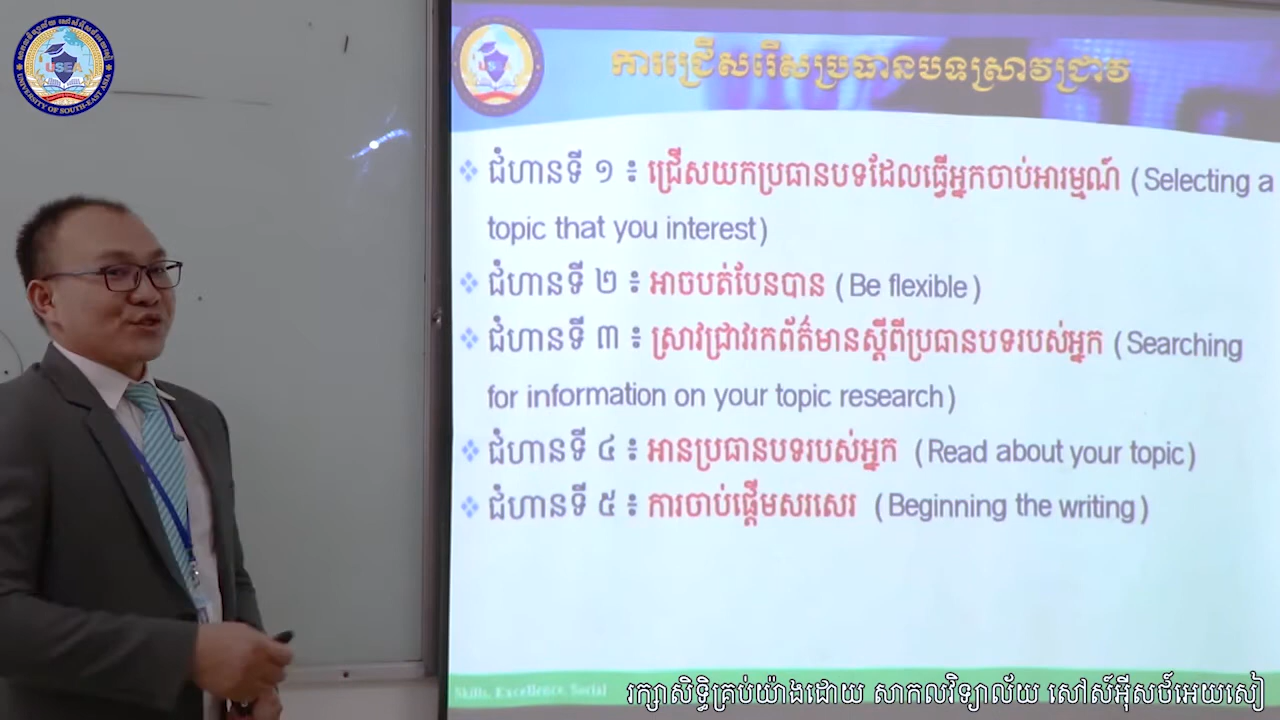 USEA
UNIVERSITY OF SOUTH-EAST ASIA
ការជ្រើសរើសប្រធានបទស្រាវជ្រាវ
ជំហានទី ១ ៖ ជ្រើសយកប្រធានបទដែលធ្វើអ្នកចាប់អារម្មណ៍ (Selecting a
topic that you interest)
ជំហានទី ២ ៖ អាចបត់បែនបាន (Be flexible)
ជំហានទី ៣ ៖ ស្រាវជ្រាវរកព័ត៌មានស្តីពីប្រធានបទរបស់អ្នក (Searching
for information on your topic research)
ជំហានទី ៤ ៖ អានប្រធានបទរបស់អ្នក (Read about your topic)
ជំហានទី ៥ ៖ ការចាប់ផ្តើមសរសេរ (Beginning the writing)
Skills, Excellence, Social
រក្សាសិទ្ធិគ្រប់យ៉ាងដោយ សាកលវិទ្យាល័យ សៅស៍អ៊ីសថ៍អេយសៀ